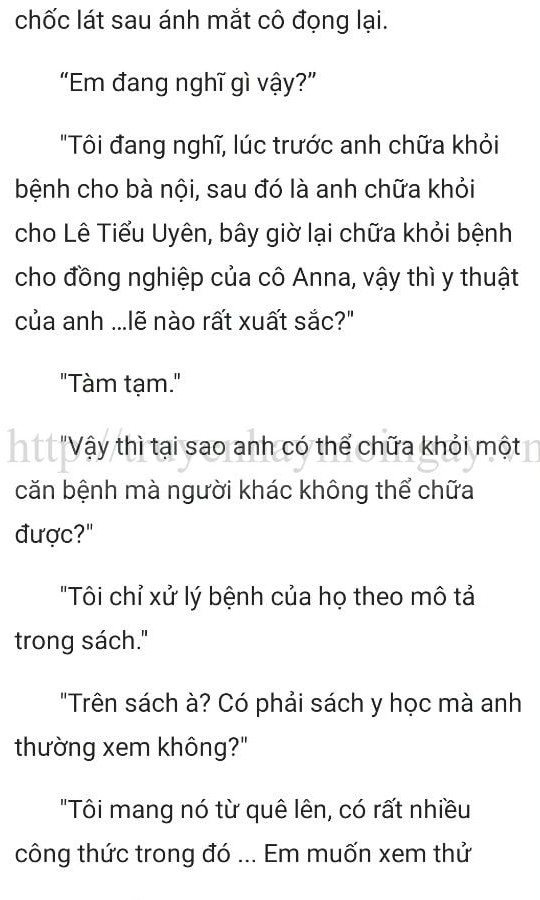 chốc lát sau ánh mắt cô đọng lại.
“Em đang nghĩ gì vậy?”
"Tôi đang nghĩ, lúc trước anh chữa khỏi
bệnh cho bà nội, sau đó là anh chữa khỏi
cho Lê Tiểu Uyên, bây giờ lại chữa khỏi bệnh
cho đồng nghiệp của cô Anna, vậy thì y thuật
của anh ...lẽ nào rất xuất sắc?"
"Tàm tạm."
http://truyenhaymoingay.vn
"Vậy thì tại sao anh có thể chữa khỏi một
căn bệnh mà người khác không thể chữa
được?"
"Tôi chỉ xử lý bệnh của họ theo mô tả
trong sách."
"Trên sách à? Có phải sách y học mà anh
thường xem không?"
"Tôi mang nó từ quê lên, có rất nhiều
công thức trong đó ... Em muốn xem thử